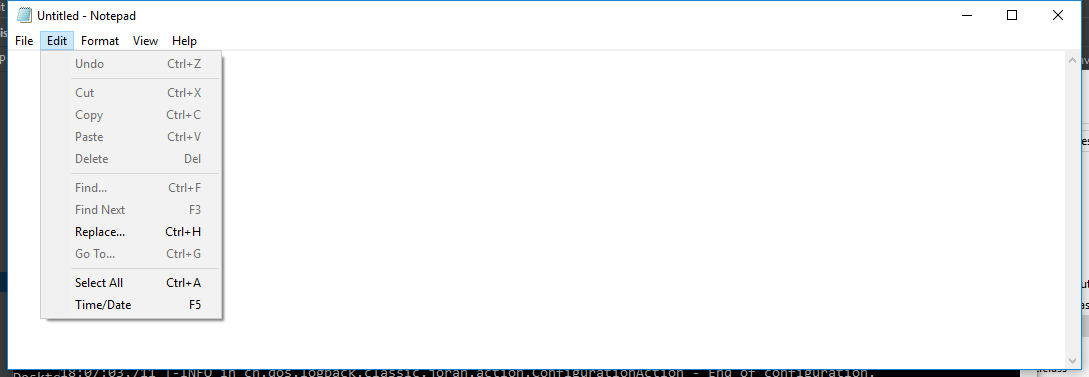 Untitled - Notepad
File Edit Format View Help
Undo Ctrl+Z
Cut Ctrl+X
Copy Ctrl+C
Paste Ctrl+V
Delete Del
Find... Ctrl+F
Find Next F3
Replace... Ctrl+H
Go To... Ctrl+G
Select All Ctrl+A
Time/Date F5
18:07:03,711 |-INFO in ch.qos.logback.classic.joran.action.ConfigurationAction - End of configuration.